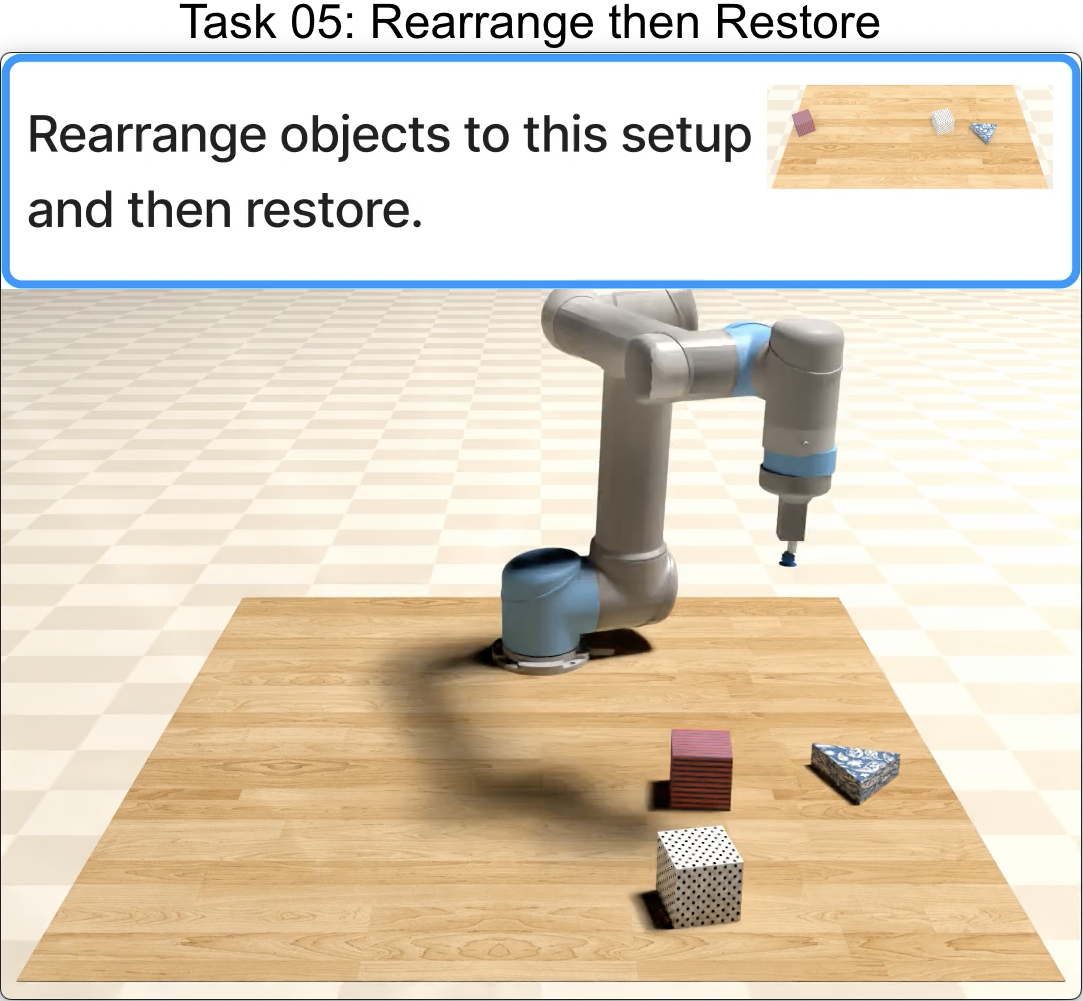 Task 05: Rearrange then Restore
Rearrange objects to this setup
and then restore.